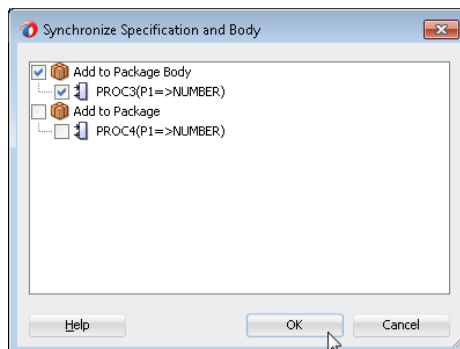 Synchronize Specification and Body
Add to Package Body
PROC3(P1=>NUMBER)
Add to Package
PROC4(P1=>NUMBER)
Help
OK
Cancel